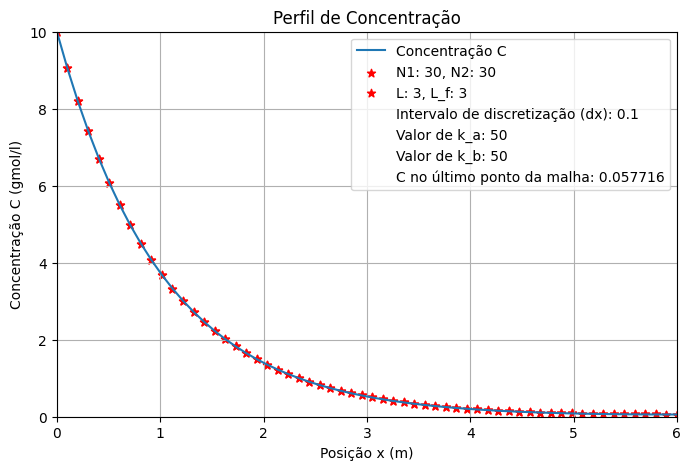 Perfil de Concentração
Concentração C (gmol/l)
10
8
6
4
2
0
Concentração C
N1: 30, N2: 30
L: 3, L_f: 3
Intervalo de discretização (dx): 0.1
Valor de k_a: 50
Valor de k_b: 50
C no último ponto da malha: 0.057716
0 1 2 3 4 5 6
Posição x (m)